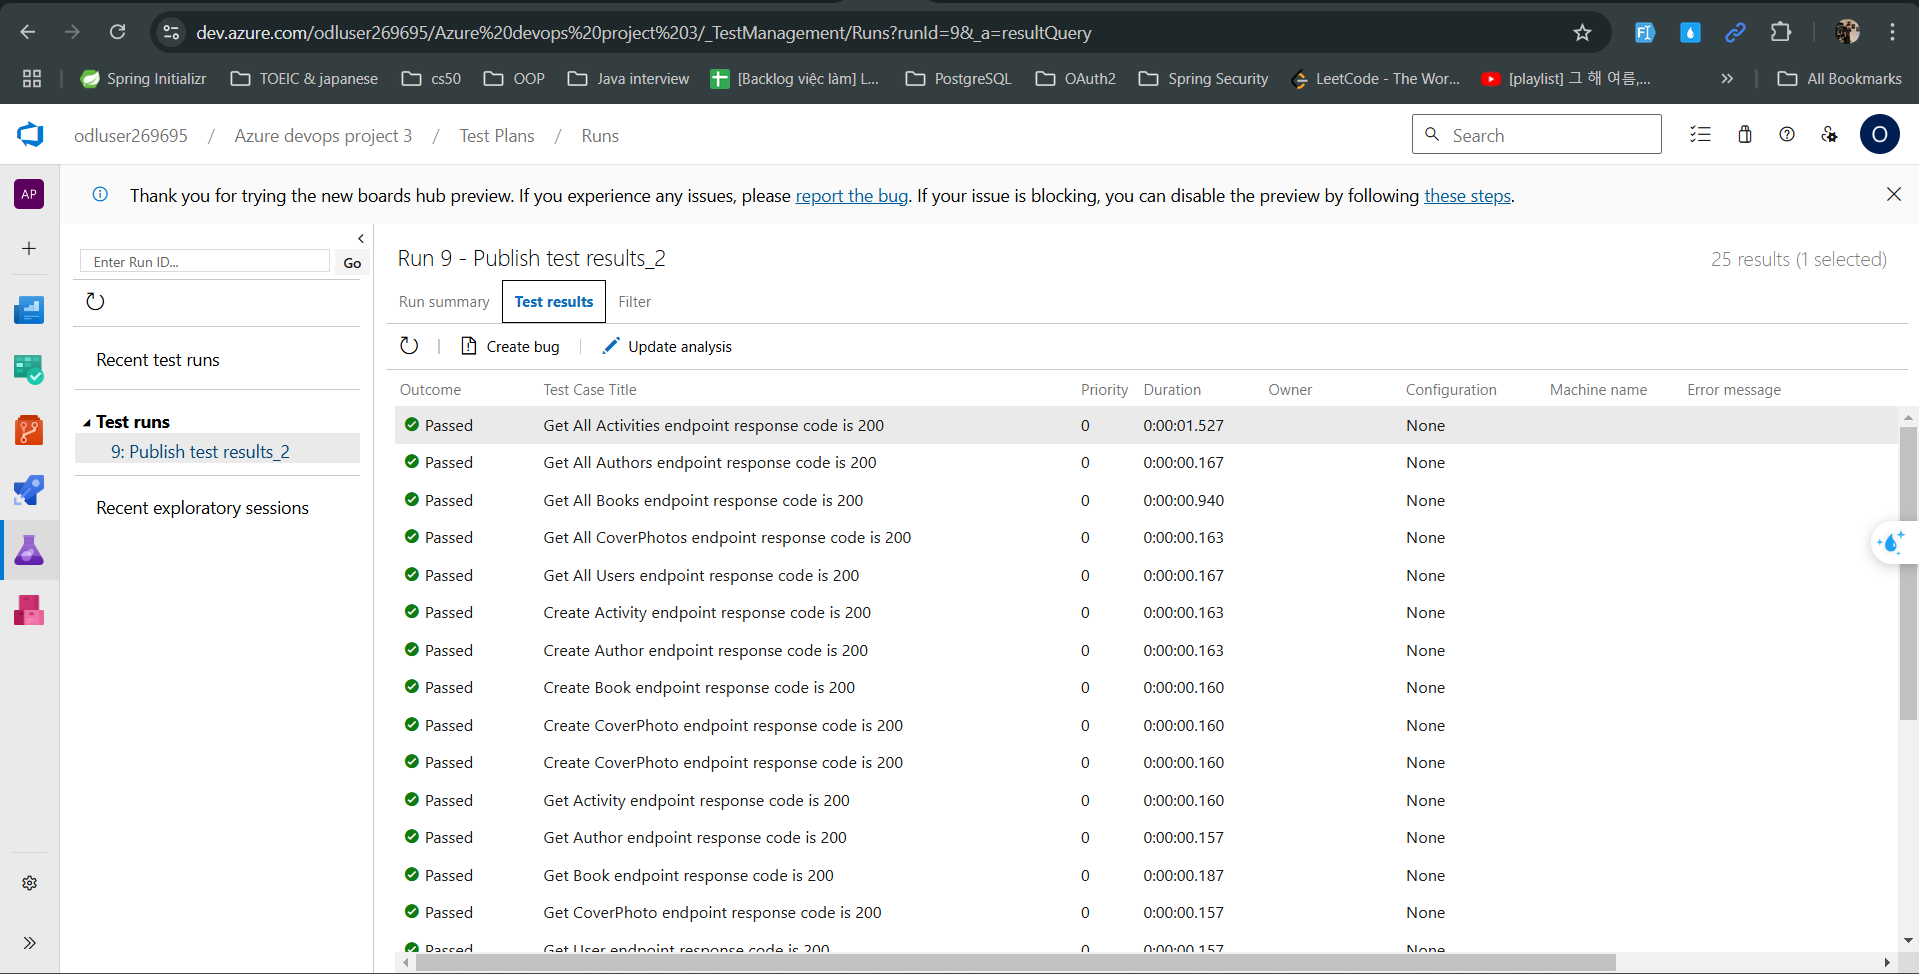 dev.azure.com/odluser269695/Azure%20devops%20project%203/_TestManagement/Runs?runId=9&_a=resultQuery
Spring Initializr TOEIC & japanese cs50 OOP Java interview [Backlog việc làm] L... PostgreSQL OAuth2 Spring Security LeetCode - The Wor... [playlist] 그 해 여름,... » All Bookmarks
odluser269695 / Azure devops project 3 / Test Plans / Runs Search O
AP Thank you for trying the new boards hub preview. If you experience any issues, please report the bug. If your issue is blocking, you can disable the preview by following these steps.
Enter Run ID... Go
Recent test runs
Test runs
9: Publish test results_2
Recent exploratory sessions
Run 9 - Publish test results_2 25 results (1 selected)
Run summary Test results Filter
Create bug Update analysis
Outcome Test Case Title Priority Duration Owner Configuration Machine name Error message
Passed Get All Activities endpoint response code is 200 0 0:00:01.527 None
Passed Get All Authors endpoint response code is 200 0 0:00:00.167 None
Passed Get All Books endpoint response code is 200 0 0:00:00.940 None
Passed Get All CoverPhotos endpoint response code is 200 0 0:00:00.163 None
Passed Get All Users endpoint response code is 200 0 0:00:00.167 None
Passed Create Activity endpoint response code is 200 0 0:00:00.163 None
Passed Create Author endpoint response code is 200 0 0:00:00.163 None
Passed Create Book endpoint response code is 200 0 0:00:00.160 None
Passed Create CoverPhoto endpoint response code is 200 0 0:00:00.160 None
Passed Create CoverPhoto endpoint response code is 200 0 0:00:00.160 None
Passed Get Activity endpoint response code is 200 0 0:00:00.160 None
Passed Get Author endpoint response code is 200 0 0:00:00.157 None
Passed Get Book endpoint response code is 200 0 0:00:00.187 None
Passed Get CoverPhoto endpoint response code is 200 0 0:00:00.157 None
Passed Get User endpoint response code is 200 0 0:00:00.157 None